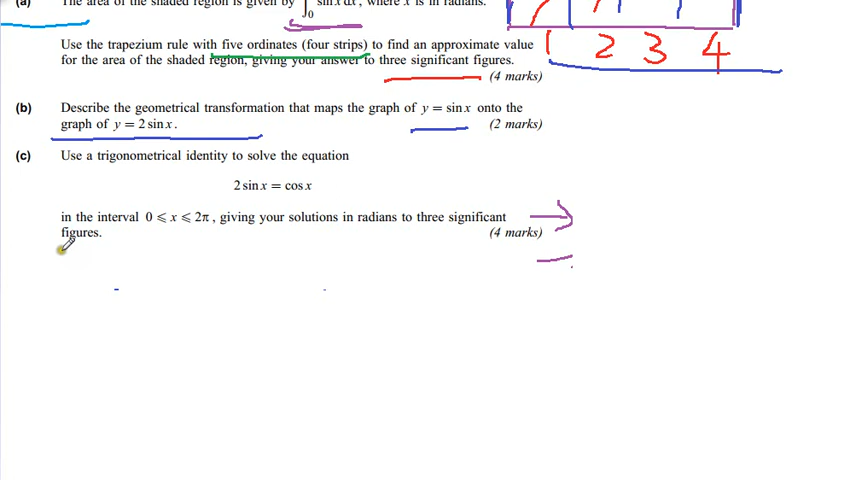 (a) The area of the shaded region is given by ∫₀ sin x dx, where x is in radians.
Use the trapezium rule with five ordinates (four strips) to find an approximate value
for the area of the shaded region, giving your answer to three significant figures.
(4 marks)
1 2 3 4
(b) Describe the geometrical transformation that maps the graph of y = sin x onto the
graph of y = 2 sin x. (2 marks)
(c) Use a trigonometrical identity to solve the equation
2 sin x = cos x
in the interval 0 ⩽ x ⩽ 2π, giving your solutions in radians to three significant
figures. (4 marks)